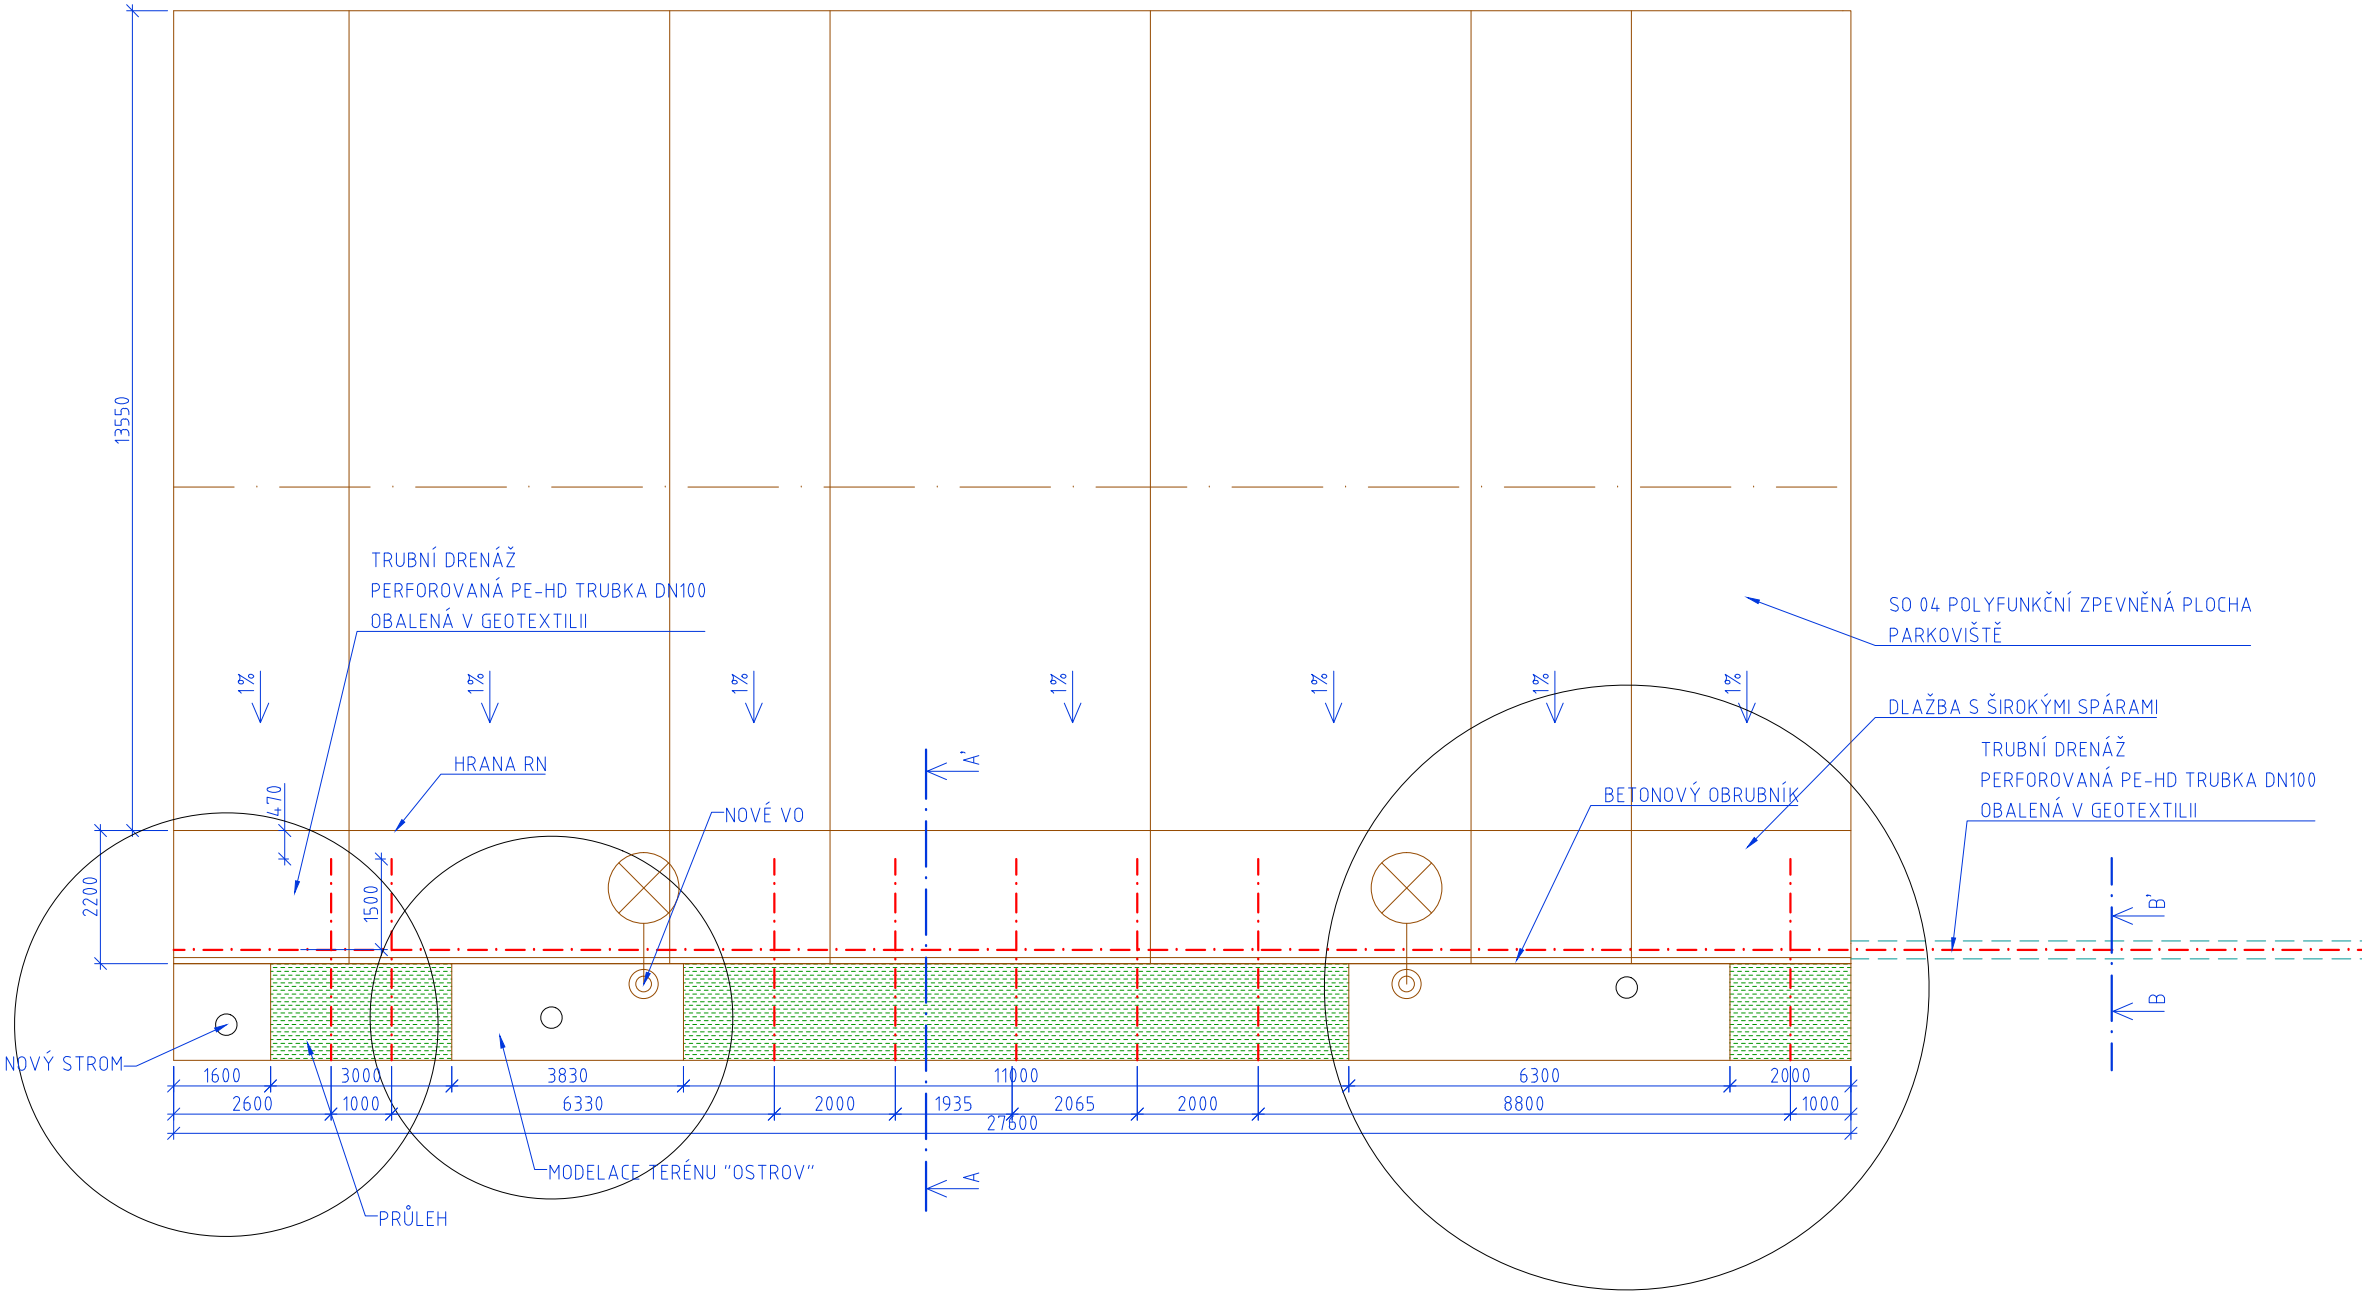 13550
TRUBNÍ DRENÁŽ
PERFOROVANÁ PE-HD TRUBKA DN100
OBALENÁ V GEOTEXTILII
SO 04 POLYFUNKČNÍ ZPEVNĚNÁ PLOCHA
PARKOVIŠTĚ
1%
1%
1%
1%
1%
1%
1%
DLAŽBA S ŠIROKÝMI SPÁRAMI
TRUBNÍ DRENÁŽ
PERFOROVANÁ PE-HD TRUBKA DN100
OBALENÁ V GEOTEXTILII
HRANA RN
A'
470
NOVÉ VO
BETONOVÝ OBRUBNÍK
2200
1500
B'
B
NOVÝ STROM
1600
3000
3830
11000
6300
2000
2600
1000
6330
2000
1935
2065
2000
8800
1000
27600
MODELACE TERÉNU "OSTROV"
A
PRŮLEH